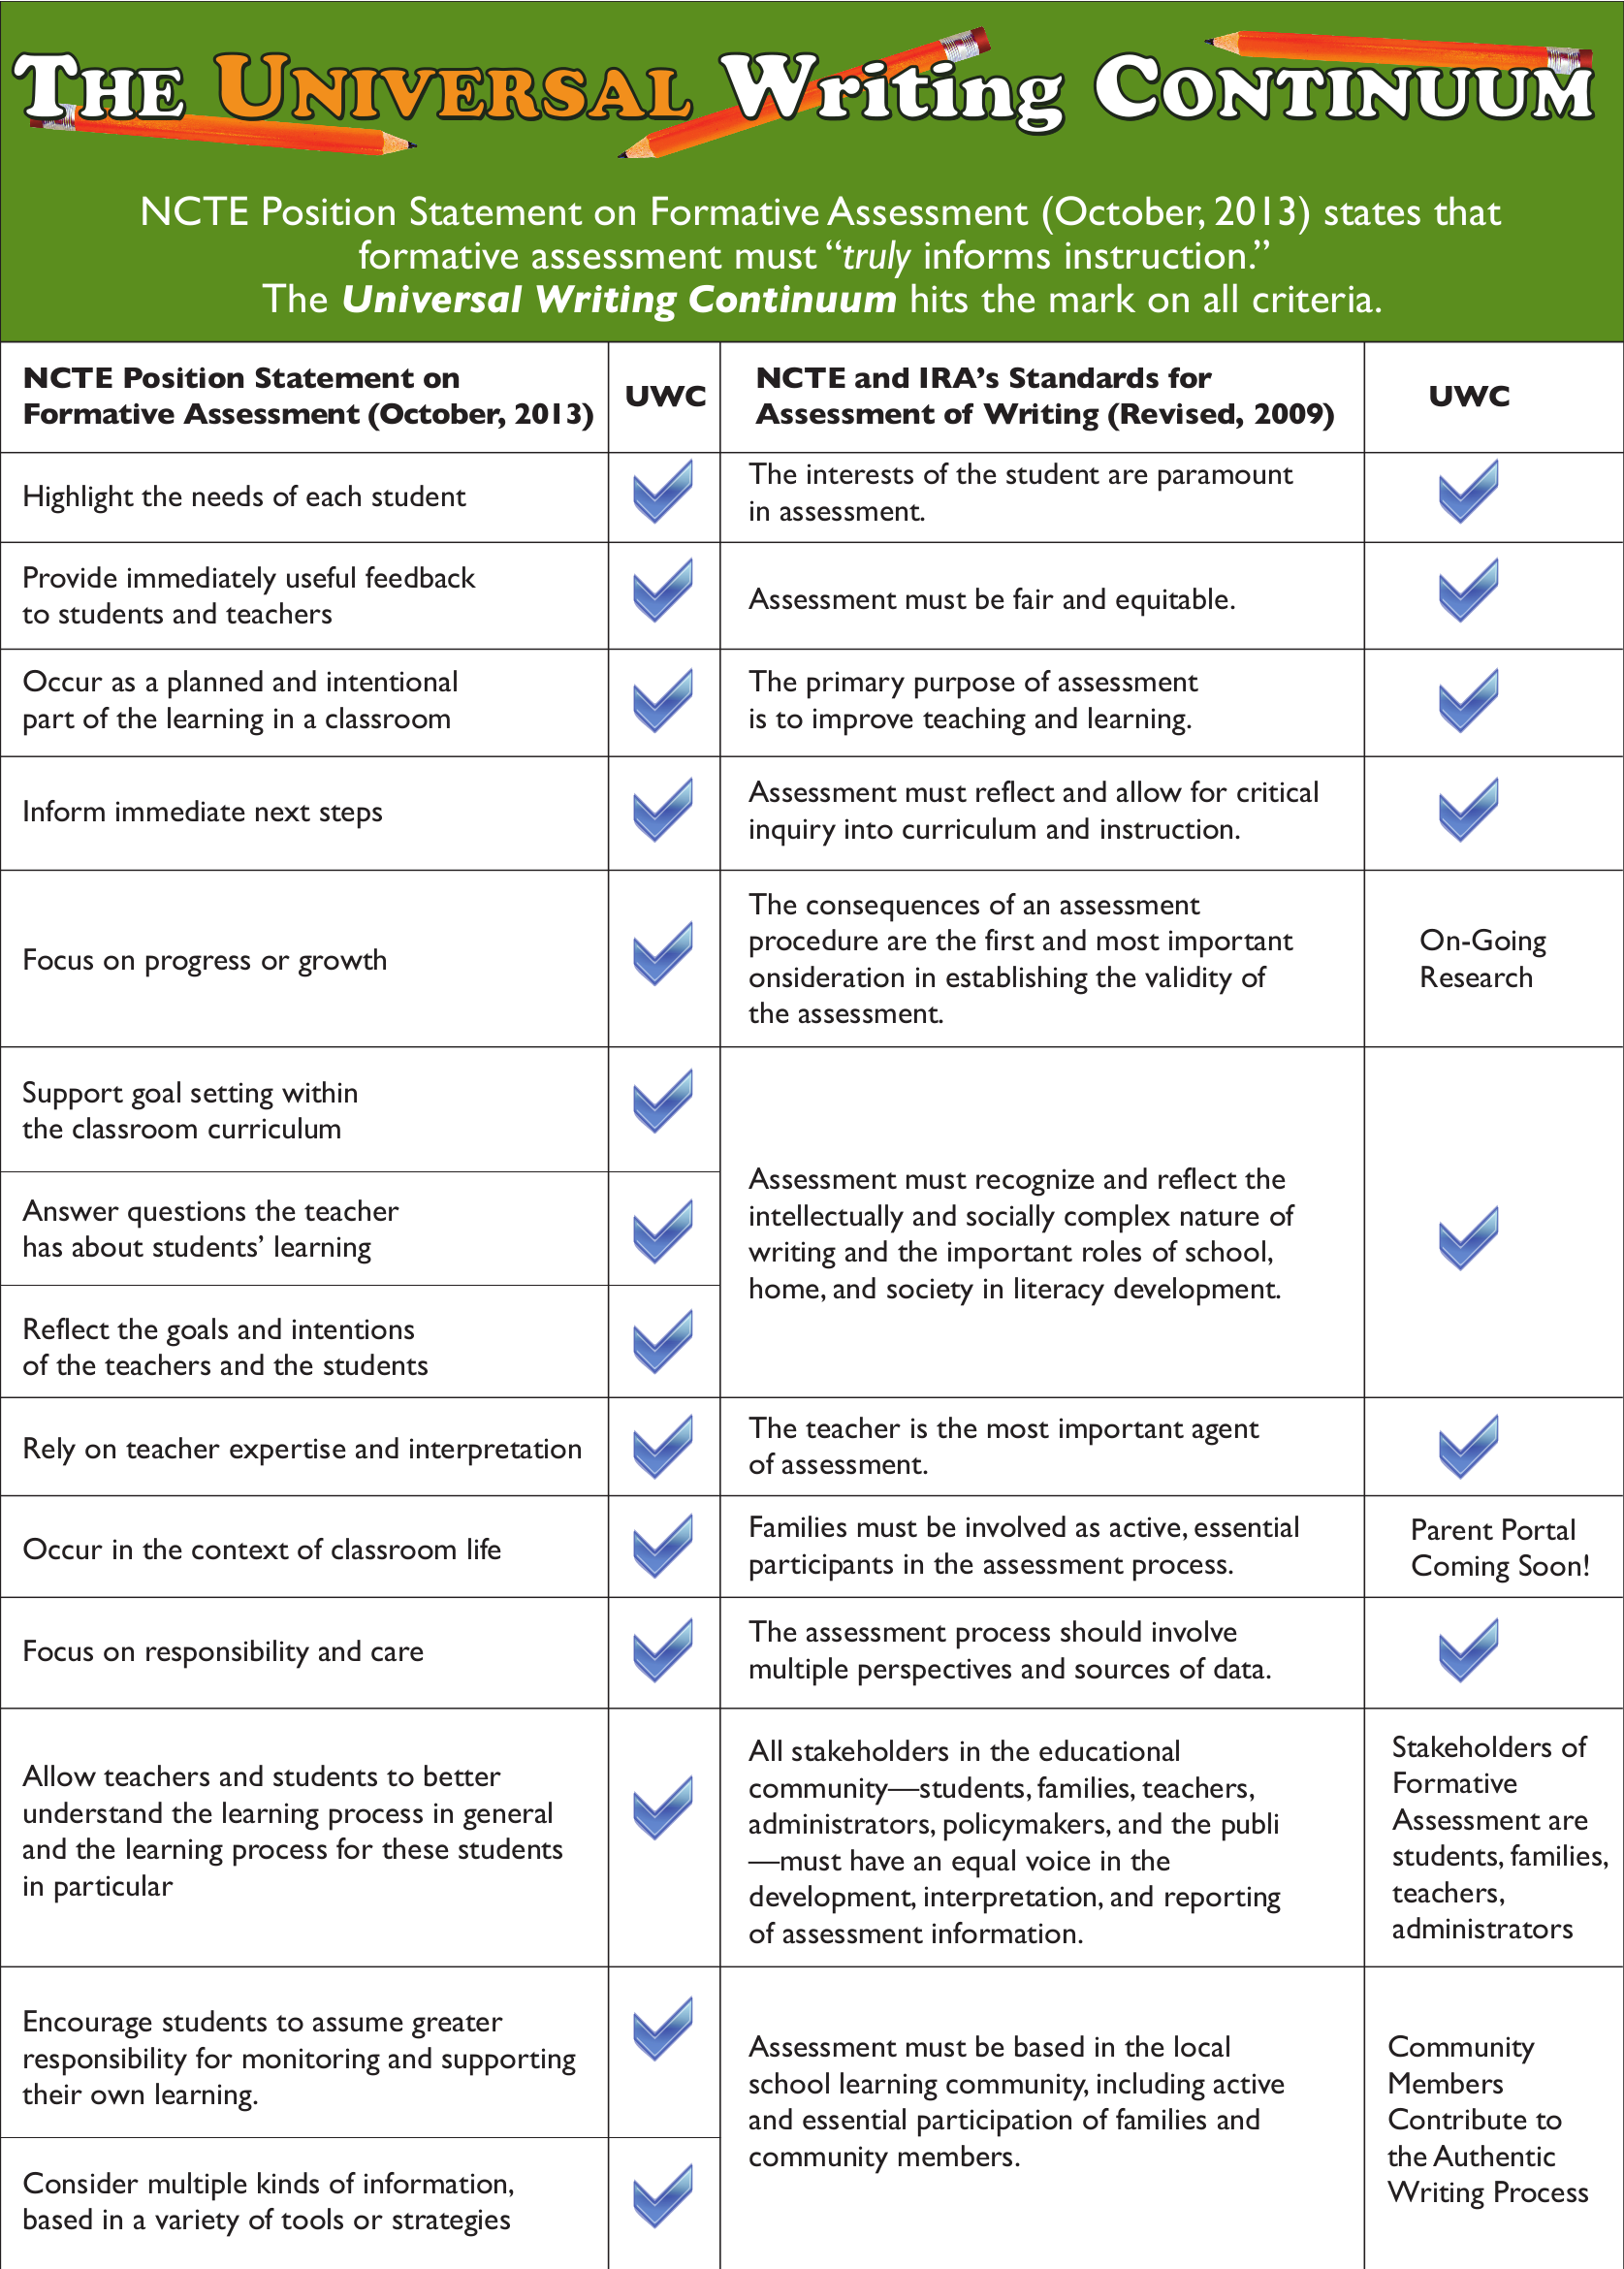 THE UNIVERSAL Writing CONTINUUM
NCTE Position Statement on Formative Assessment (October, 2013) states that
formative assessment must “truly informs instruction.”
The Universal Writing Continuum hits the mark on all criteria.
NCTE Position Statement on
Formative Assessment (October, 2013)
UWC
NCTE and IRA’s Standards for
Assessment of Writing (Revised, 2009)
UWC
Highlight the needs of each student
The interests of the student are paramount
in assessment.
Provide immediately useful feedback
to students and teachers
Assessment must be fair and equitable.
Occur as a planned and intentional
part of the learning in a classroom
The primary purpose of assessment
is to improve teaching and learning.
Inform immediate next steps
Assessment must reflect and allow for critical
inquiry into curriculum and instruction.
Focus on progress or growth
The consequences of an assessment
procedure are the first and most important
onsideration in establishing the validity of
the assessment.
On-Going
Research
Support goal setting within
the classroom curriculum
Answer questions the teacher
has about students’ learning
Reflect the goals and intentions
of the teachers and the students
Assessment must recognize and reflect the
intellectually and socially complex nature of
writing and the important roles of school,
home, and society in literacy development.
Rely on teacher expertise and interpretation
The teacher is the most important agent
of assessment.
Occur in the context of classroom life
Families must be involved as active, essential
participants in the assessment process.
Parent Portal
Coming Soon!
Focus on responsibility and care
The assessment process should involve
multiple perspectives and sources of data.
Allow teachers and students to better
understand the learning process in general
and the learning process for these students
in particular
All stakeholders in the educational
community—students, families, teachers,
administrators, policymakers, and the publi
—must have an equal voice in the
development, interpretation, and reporting
of assessment information.
Stakeholders of
Formative
Assessment are
students, families,
teachers,
administrators
Encourage students to assume greater
responsibility for monitoring and supporting
their own learning.
Consider multiple kinds of information,
based in a variety of tools or strategies
Assessment must be based in the local
school learning community, including active
and essential participation of families and
community members.
Community
Members
Contribute to
the Authentic
Writing Process